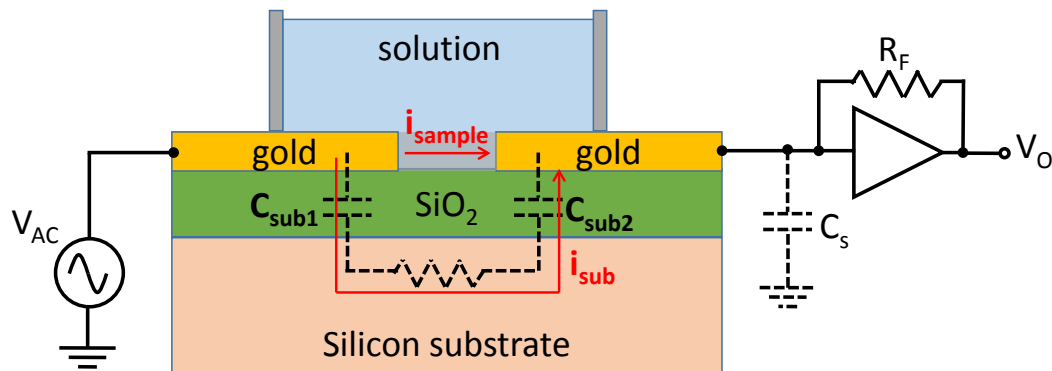 solution
R_F
i_sample
gold
gold
V_O
C_sub1
SiO_2
C_sub2
C_s
V_AC
i_sub
Silicon substrate